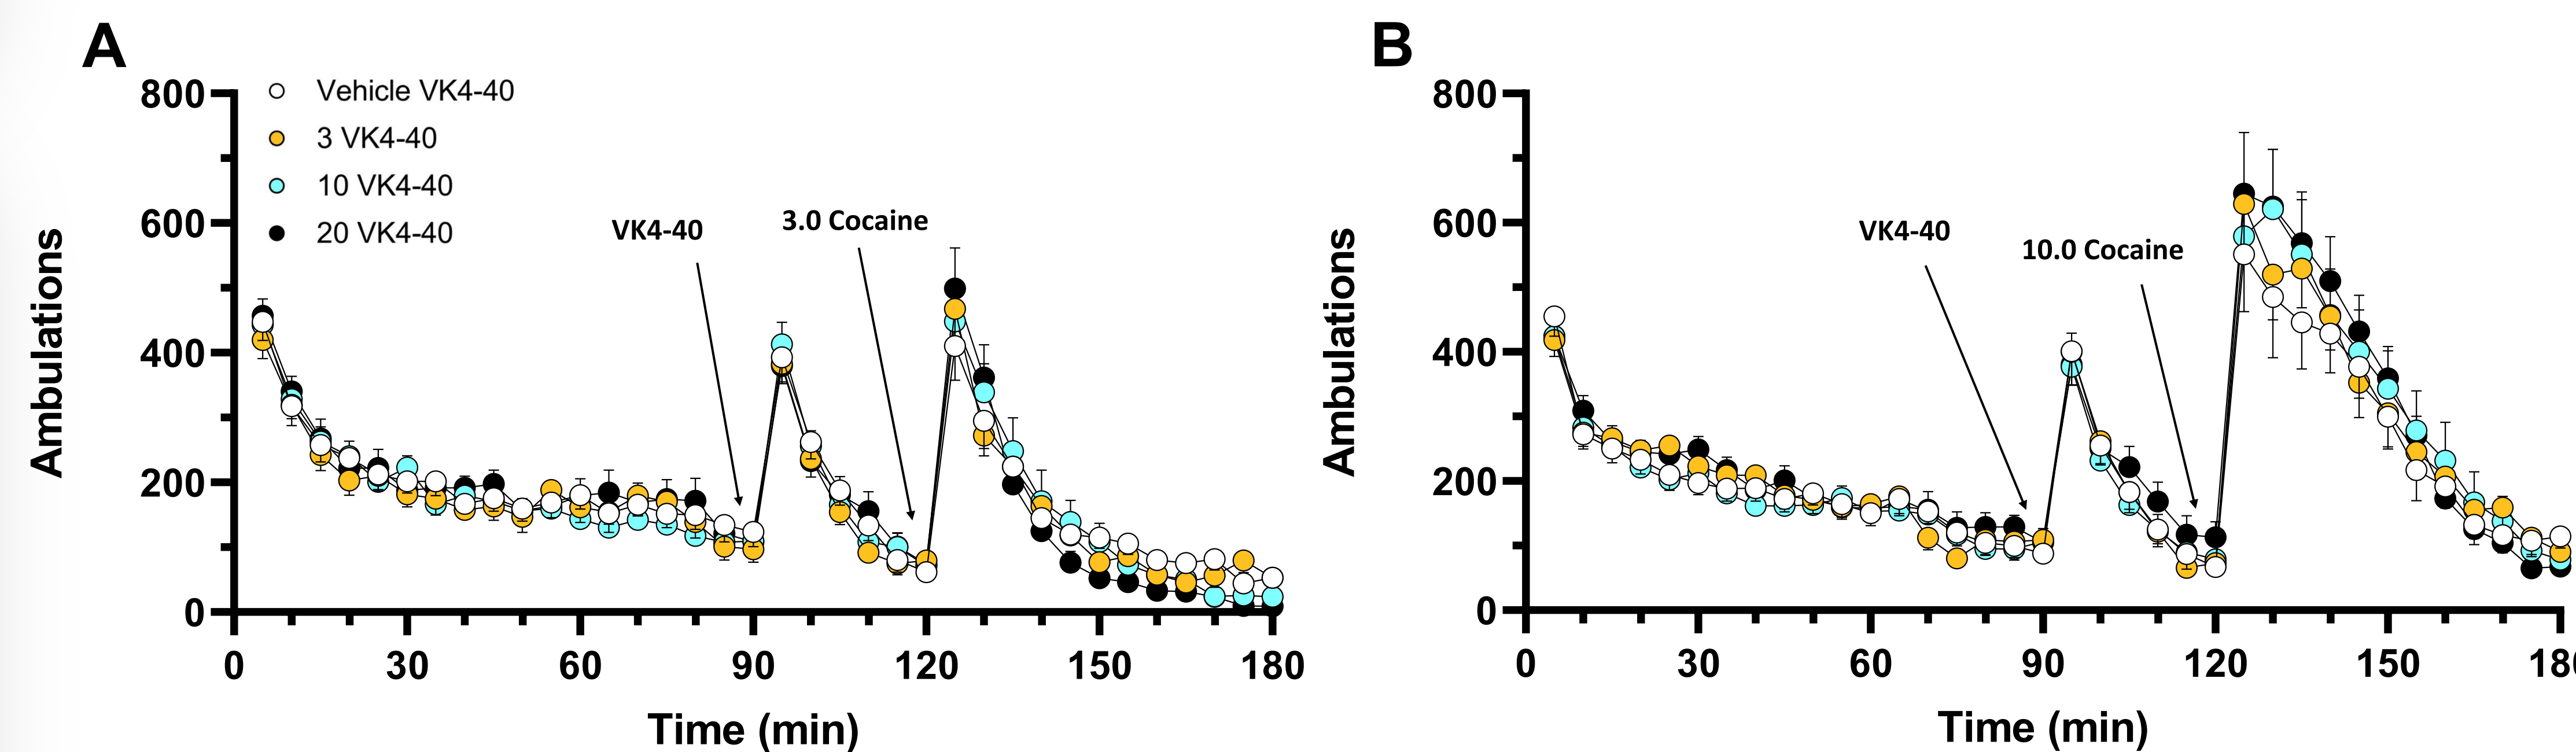 A
Vehicle VK4-40
3 VK4-40
10 VK4-40
20 VK4-40
VK4-40
3.0 Cocaine
Ambulations
800
600
400
200
0
0 30 60 90 120 150 180
Time (min)
B
VK4-40
10.0 Cocaine
Ambulations
800
600
400
200
0
0 30 60 90 120 150 18
Time (min)